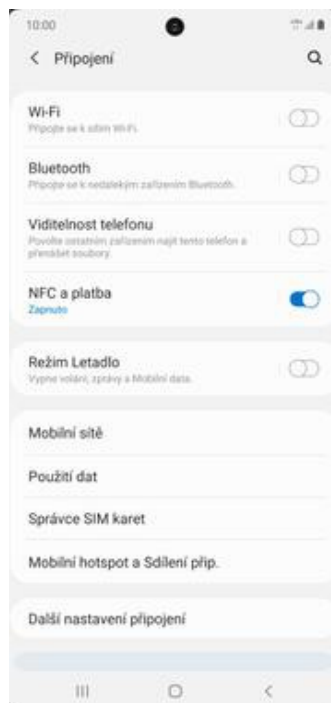 10:00
Připojení
Wi-Fi
Připojte se k sítím Wi-Fi.
Bluetooth
Připojte se k nedalekým zařízením Bluetooth.
Viditelnost telefonu
Povolte ostatním zařízením najít tento telefon a
přenášet soubory.
NFC a platba
Zapnuto
Režim Letadlo
Vypne volání, zprávy a Mobilní data.
Mobilní sítě
Použití dat
Správce SIM karet
Mobilní hotspot a Sdílení přip.
Další nastavení připojení